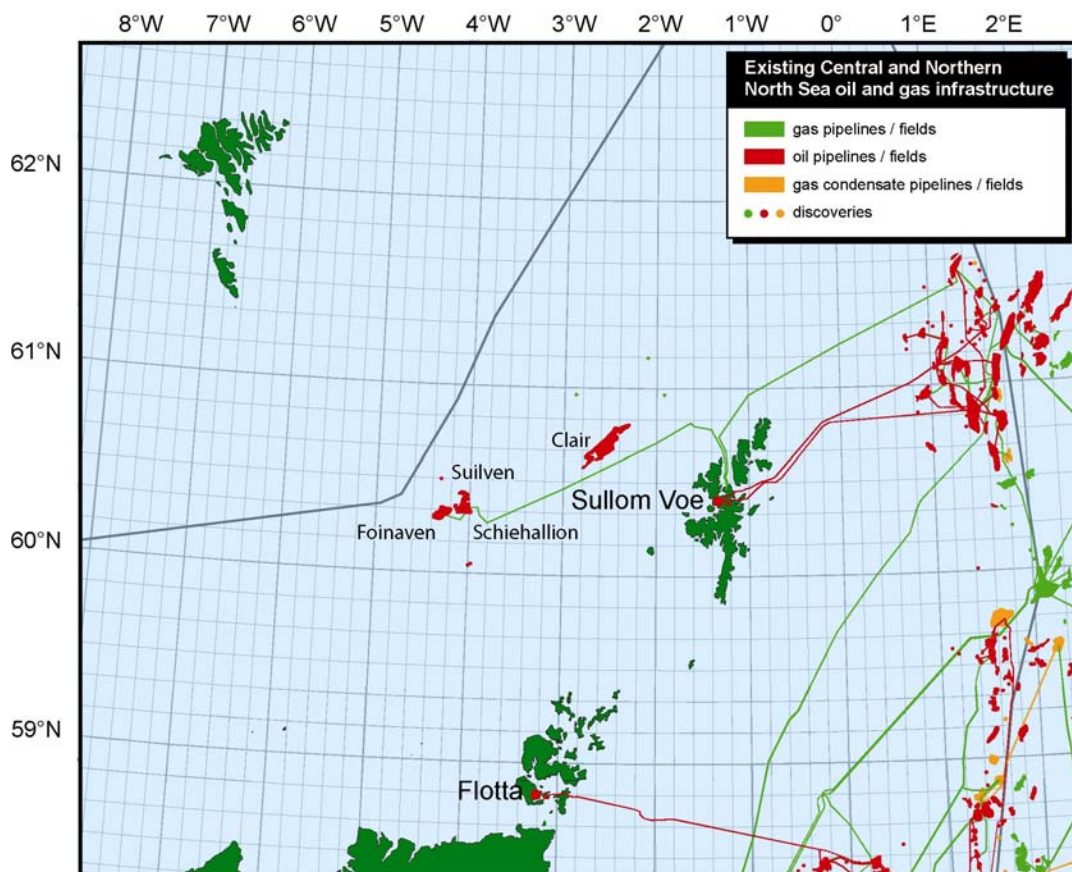 8°W 7°W 6°W 5°W 4°W 3°W 2°W 1°W 0° 1°E 2°E
Existing Central and Northern
North Sea oil and gas infrastructure
gas pipelines / fields
oil pipelines / fields
gas condensate pipelines / fields
discoveries
62°N
61°N
Clair
Suilven
Sullom Voe
Foinaven
Schiehallion
60°N
59°N
Flotta